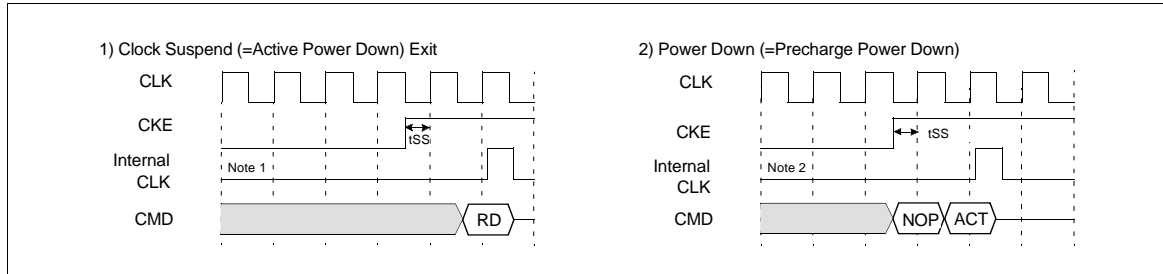 1) Clock Suspend (=Active Power Down) Exit
CLK
CKE
tSS
Internal
CLK
Note 1
CMD
RD
2) Power Down (=Precharge Power Down)
CLK
CKE
tSS
Internal
CLK
Note 2
CMD
NOP
ACT